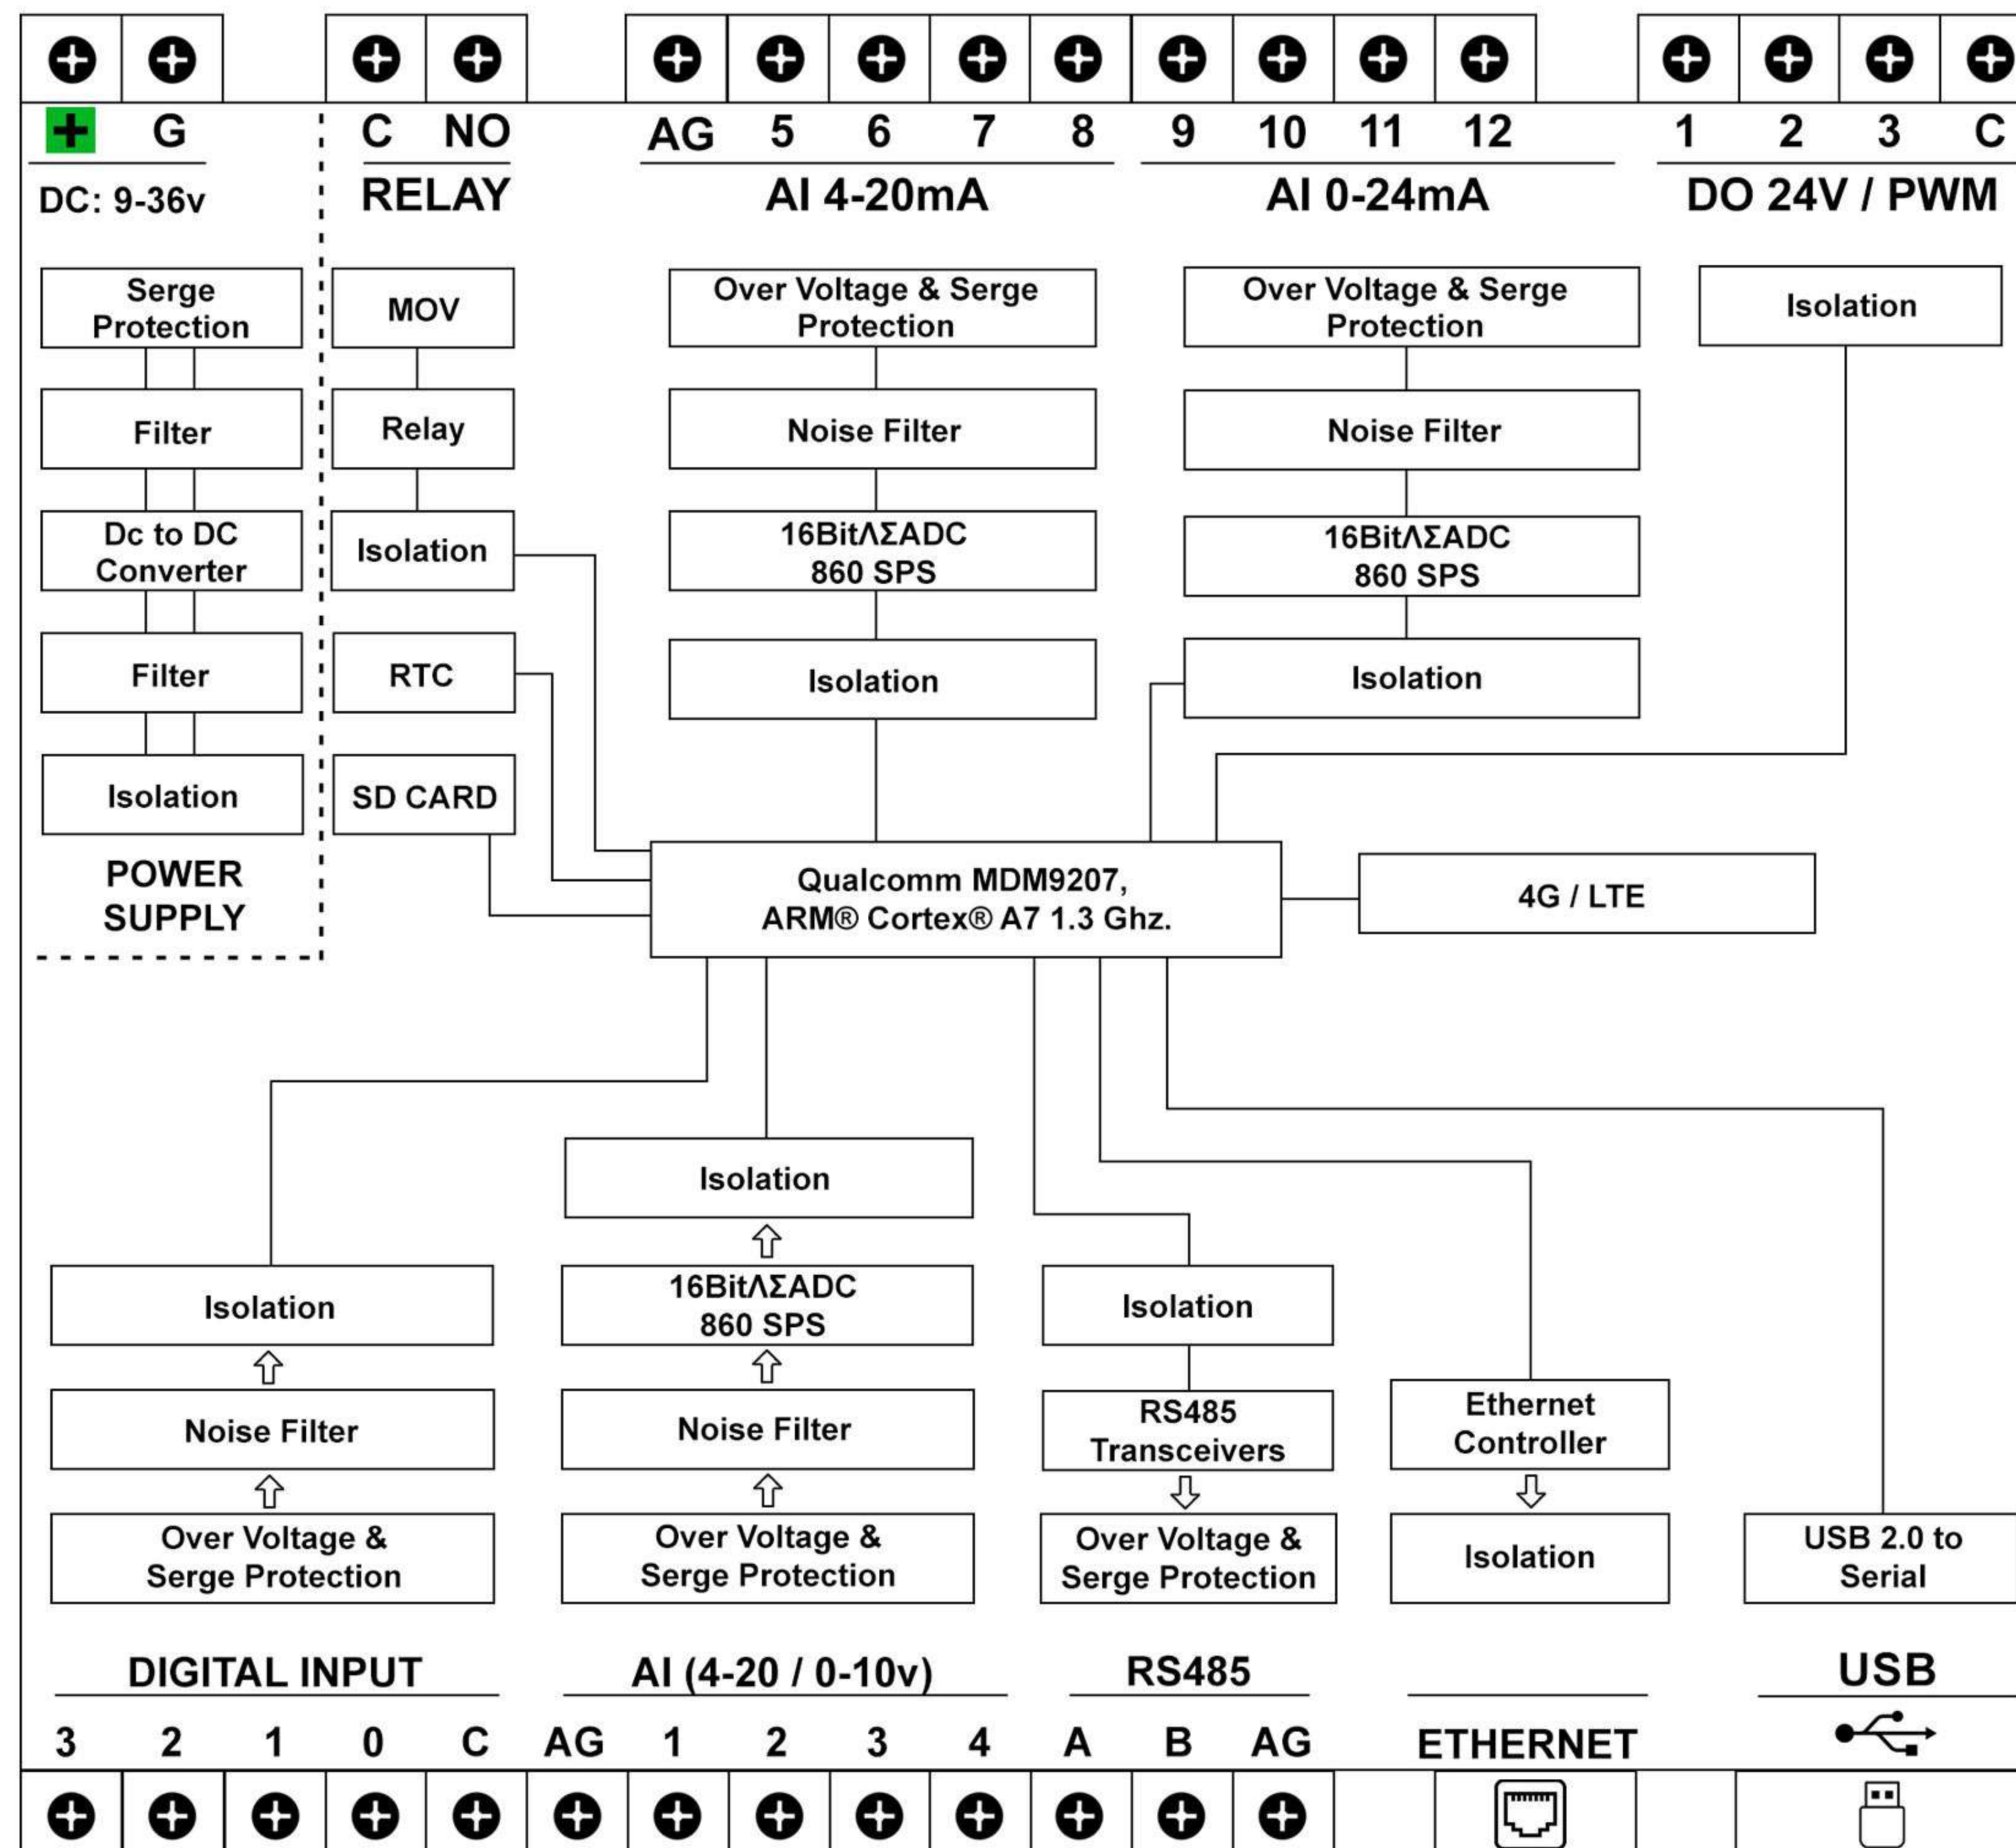 + G
C NO
AG 5 6 7 8
9 10 11 12
1 2 3 C
DC: 9-36v
RELAY
AI 4-20mA
AI 0-24mA
DO 24V / PWM
Serge
Protection
Filter
Dc to DC
Converter
Filter
Isolation
POWER
SUPPLY
MOV
Relay
Isolation
RTC
SD CARD
Over Voltage & Serge
Protection
Noise Filter
16BitΛΣADC
860 SPS
Isolation
Over Voltage & Serge
Protection
Noise Filter
16BitΛΣADC
860 SPS
Isolation
Isolation
Qualcomm MDM9207,
ARM® Cortex® A7 1.3 Ghz.
4G / LTE
Isolation
Noise Filter
Over Voltage &
Serge Protection
Isolation
16BitΛΣADC
860 SPS
Noise Filter
Over Voltage &
Serge Protection
Isolation
RS485
Transceivers
Over Voltage &
Serge Protection
Ethernet
Controller
Isolation
USB 2.0 to
Serial
DIGITAL INPUT
3 2 1 0 C
AI (4-20 / 0-10v)
AG 1 2 3 4
RS485
A B AG
ETHERNET
USB